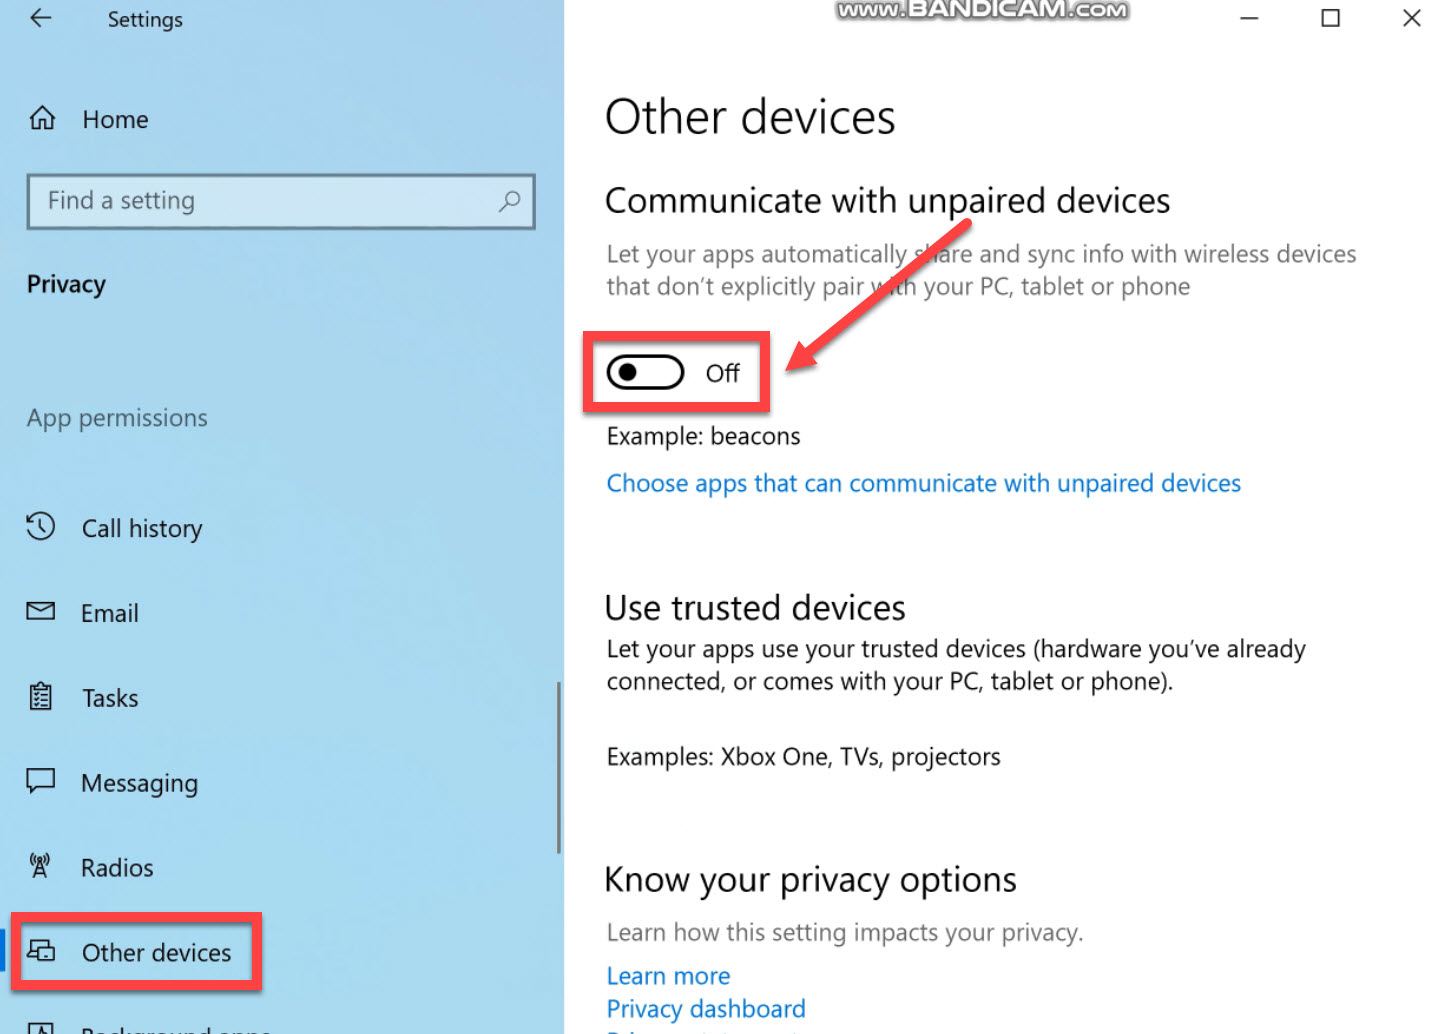 Settings
www.BANDICAM.com
Home
Find a setting
Privacy
App permissions
Call history
Email
Tasks
Messaging
Radios
Other devices
Background apps
Other devices
Communicate with unpaired devices
Let your apps automatically share and sync info with wireless devices
that don't explicitly pair with your PC, tablet or phone
Off
Example: beacons
Choose apps that can communicate with unpaired devices
Use trusted devices
Let your apps use your trusted devices (hardware you've already
connected, or comes with your PC, tablet or phone).
Examples: Xbox One, TVs, projectors
Know your privacy options
Learn how this setting impacts your privacy.
Learn more
Privacy dashboard